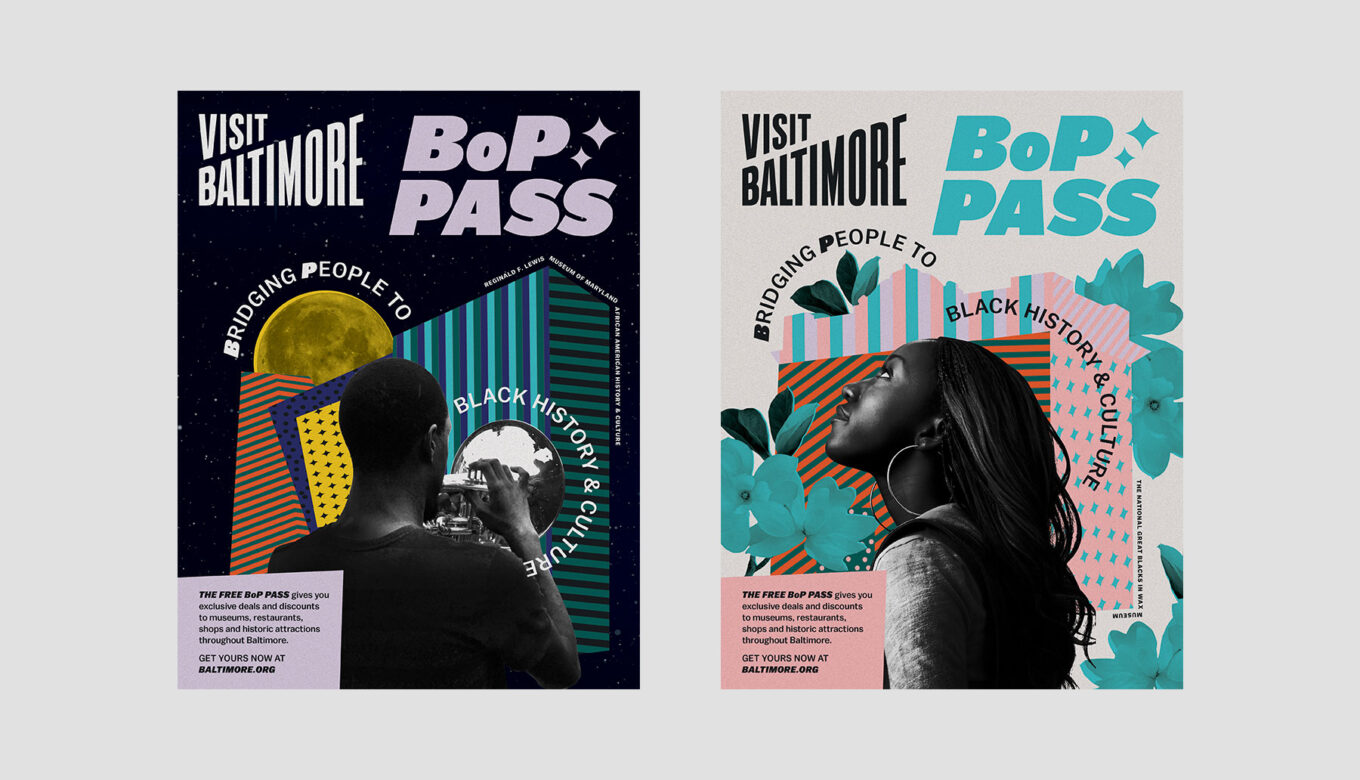 VISIT
BALTIMORE
BoP
PASS
BRIDGING PEOPLE TO
REGINALD F. LEWIS MUSEUM OF MARYLAND AFRICAN AMERICAN HISTORY & CULTURE
BLACK HISTORY & CULTURE
THE FREE BoP PASS gives you
exclusive deals and discounts
to museums, restaurants,
shops and historic attractions
throughout Baltimore.
GET YOURS NOW AT
BALTIMORE.ORG
VISIT
BALTIMORE
BoP
PASS
BRIDGING PEOPLE TO
BLACK HISTORY & CULTURE
THE NATIONAL GREAT BLACKS IN WAX MUSEUM
THE FREE BoP PASS gives you
exclusive deals and discounts
to museums, restaurants,
shops and historic attractions
throughout Baltimore.
GET YOURS NOW AT
BALTIMORE.ORG